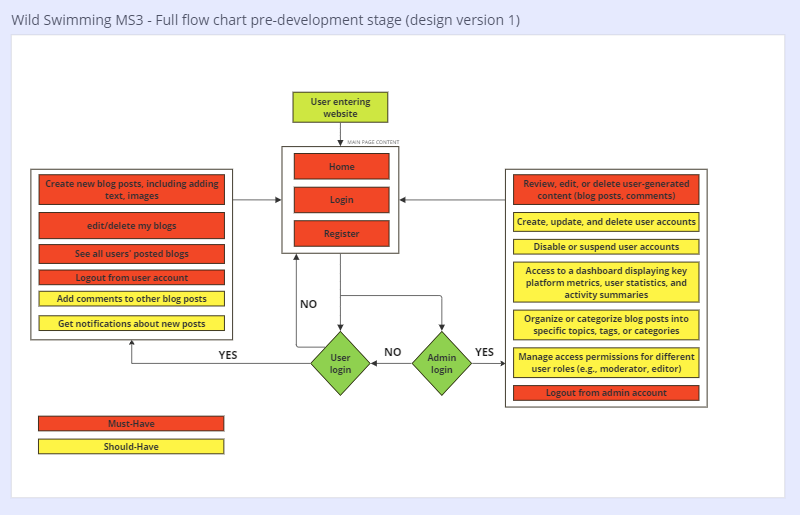 Wild Swimming MS3 - Full flow chart pre-development stage (design version 1)
User entering
website
MAIN PAGE CONTENT
Home
Login
Register
Create new blog posts, including adding
text, images
edit/delete my blogs
See all users' posted blogs
Logout from user account
Add comments to other blog posts
Get notifications about new posts
Review, edit, or delete user-generated
content (blog posts, comments)
Create, update, and delete user accounts
Disable or suspend user accounts
Access to a dashboard displaying key
platform metrics, user statistics, and
activity summaries
Organize or categorize blog posts into
specific topics, tags, or categories
Manage access permissions for different
user roles (e.g., moderator, editor)
Logout from admin account
NO
YES
User
login
NO
Admin
login
YES
Must-Have
Should-Have